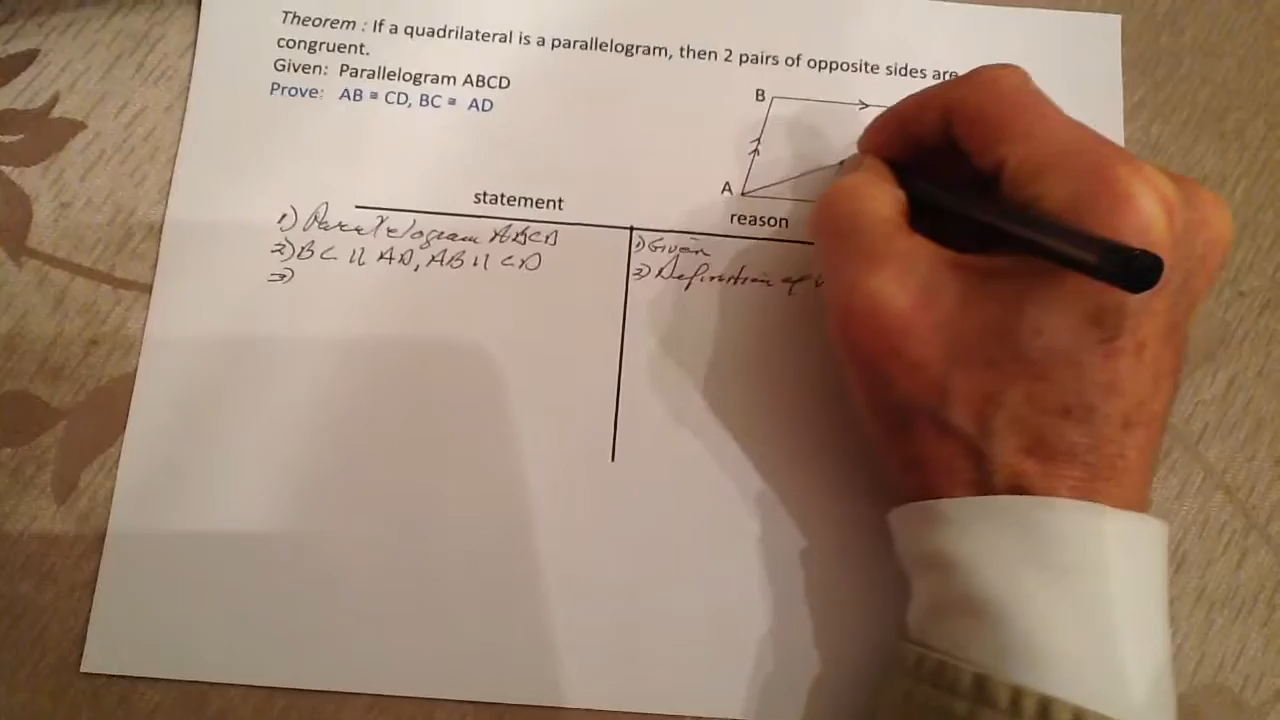 Theorem : If a quadrilateral is a parallelogram, then 2 pairs of opposite sides are
congruent.
Given: Parallelogram ABCD
Prove: AB ≅ CD, BC ≅ AD
B
A
statement
reason
1) Parallelogram ABCD
1) Given
2) BC || AD, AB || CD
2) Definition of
3)